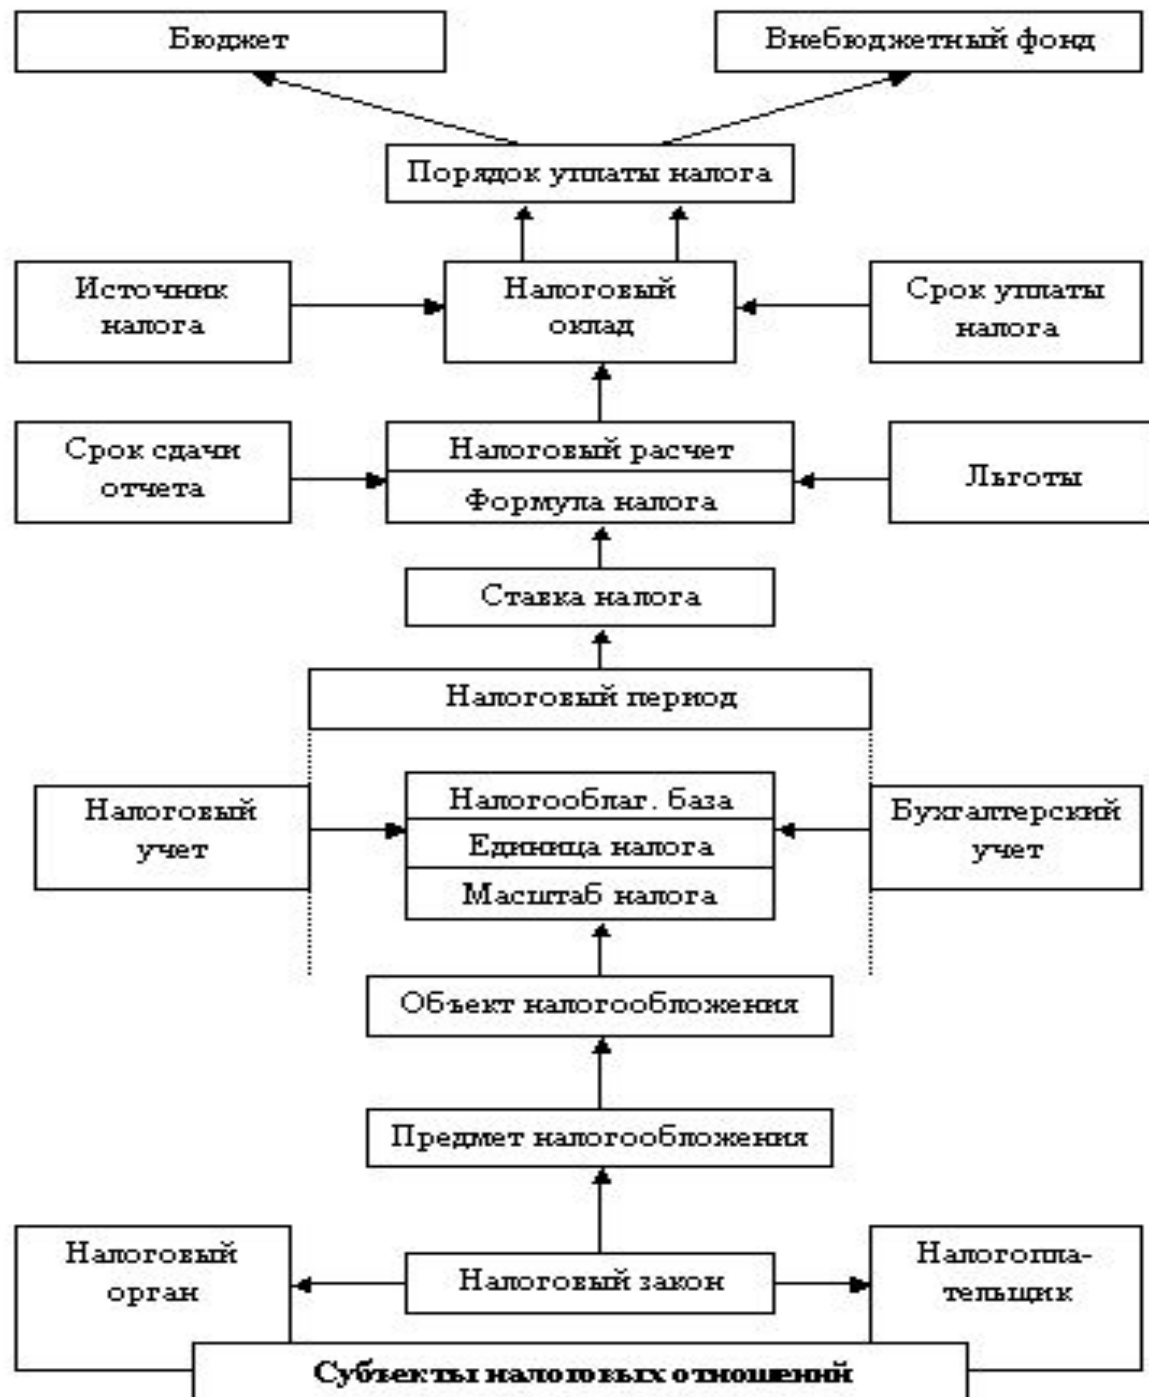 Бюджет
Внебюджетный фонд
Порядок уплаты налога
Источник
налога
Налоговый
оклад
Срок уплаты
налога
Срок сдачи
отчета
Налоговый расчет
Формула налога
Льготы
Ставка налога
Налоговый период
Налоговый
учет
Налогооблаг. база
Единица налога
Масштаб налога
Бухгалтерский
учет
Объект налогообложения
Предмет налогообложения
Налоговый
орган
Налоговый закон
Налогопла-
тельщик
Субъекты налоговых отношений